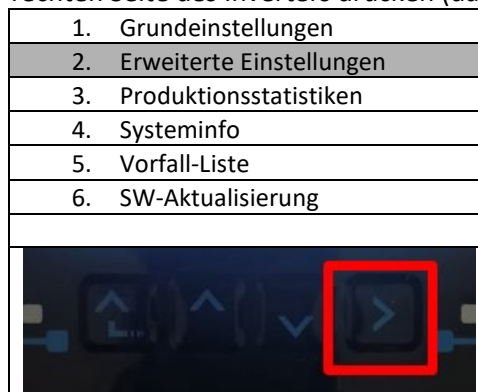 1. Grundeinstellungen
2. Erweiterte Einstellungen
3. Produktionsstatistiken
4. Systeminfo
5. Vorfall-Liste
6. SW-Aktualisierung